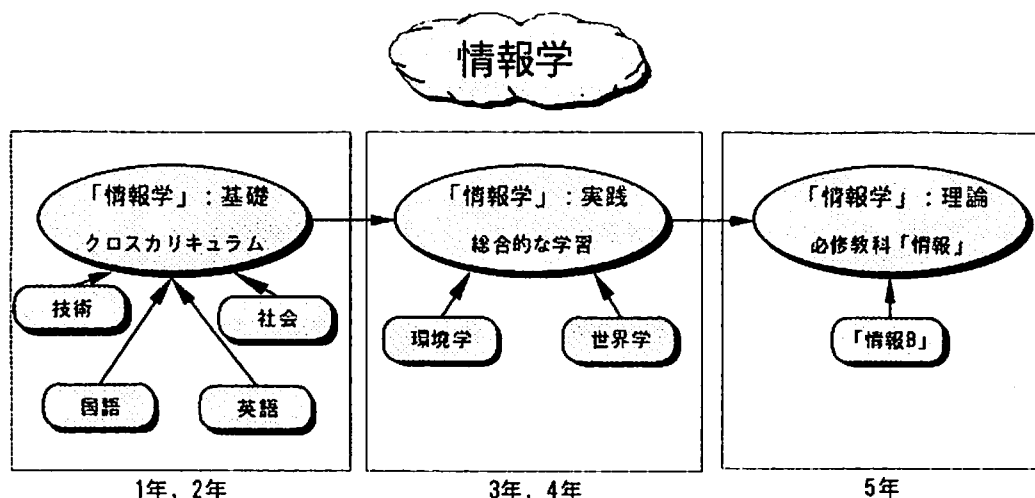 情報学
「情報学」:基礎
クロスカリキュラム
技術
社会
国語
英語
1年,2年
「情報学」:実践
総合的な学習
環境学
世界学
3年,4年
「情報学」:理論
必修教科「情報」
「情報B」
5年